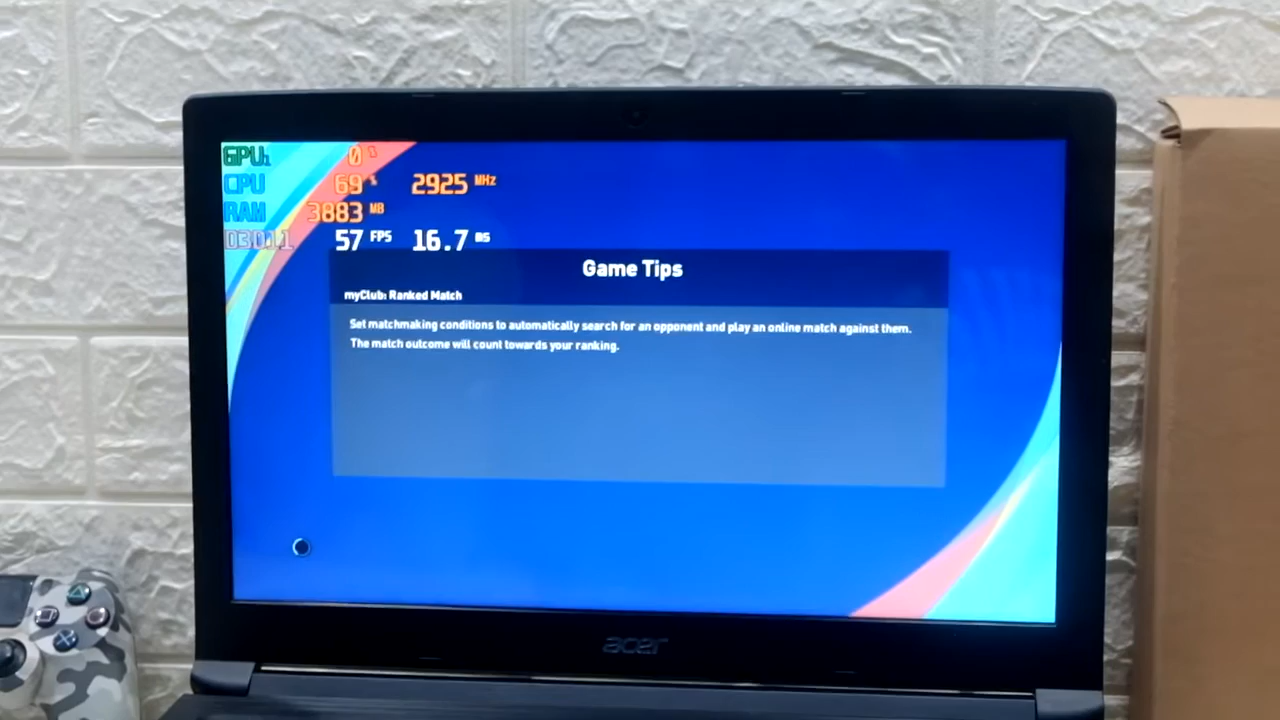 GPU1 0 %
CPU 69 % 2925 MHz
RAM 3883 MB
D3D11 57 FPS 16.7 ms
Game Tips
myClub: Ranked Match
Set matchmaking conditions to automatically search for an opponent and play an online match against them.
The match outcome will count towards your ranking.
acer